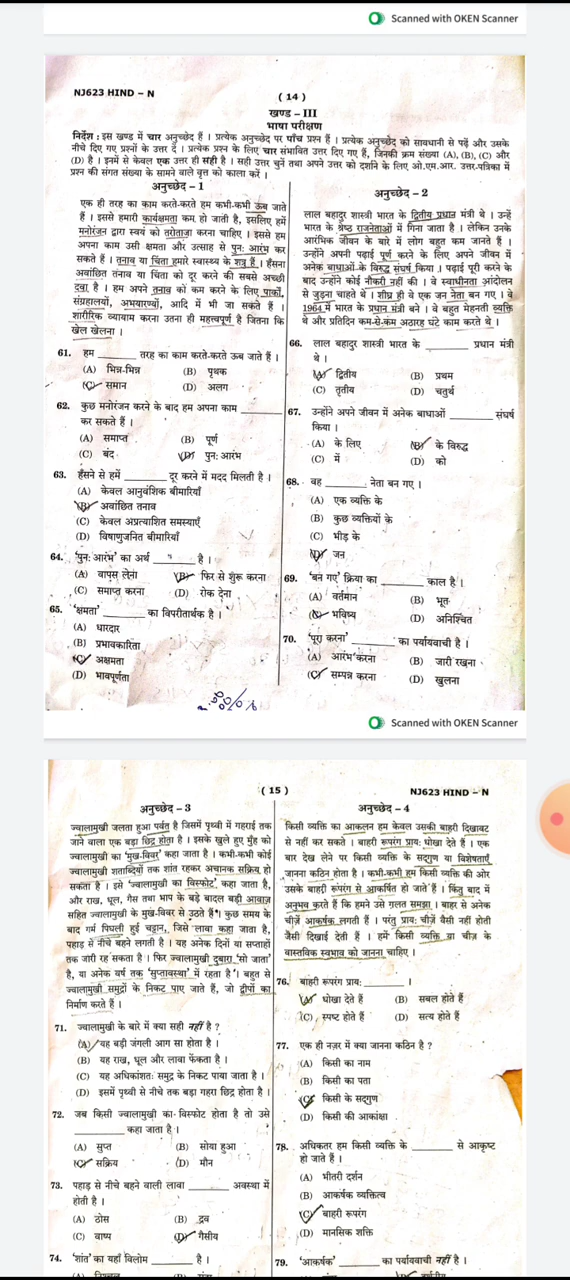 Scanned with OKEN Scanner
NJ623 HIND – N
( 14 )
खण्ड – III
भाषा परीक्षण
निर्देश : इस खण्ड में चार अनुच्छेद हैं । प्रत्येक अनुच्छेद पर पाँच प्रश्न हैं । प्रत्येक अनुच्छेद को सावधानी से पढ़ें और उसके
नीचे दिए गए प्रश्नों के उत्तर दें । प्रत्येक प्रश्न के लिए चार संभावित उत्तर दिए गए हैं, जिनकी क्रम संख्या (A), (B), (C) और
(D) है । इनमें से केवल एक उत्तर ही सही है । सही उत्तर चुनें तथा अपने उत्तर को दर्शाने के लिए ओ.एम.आर. उत्तर-पत्रिका में
प्रश्न की संगत संख्या के सामने वाले वृत्त को काला करें ।
अनुच्छेद – 1
एक ही तरह का काम करते-करते हम कभी-कभी ऊब जाते
हैं । इससे हमारी कार्यक्षमता कम हो जाती है, इसलिए हमें
मनोरंजन द्वारा स्वयं को तरोताज़ा करना चाहिए । इससे हम
अपना काम उसी क्षमता और उत्साह से पुन: आरंभ कर
सकते हैं । तनाव या चिंता हमारे स्वास्थ्य के शत्रु हैं । हँसना
अवांछित तनाव या चिंता को दूर करने की सबसे अच्छी
दवा है । हम अपने तनाव को कम करने के लिए पार्कों,
संग्रहालयों, अभयारण्यों, आदि में भी जा सकते हैं ।
शारीरिक व्यायाम करना उतना ही महत्त्वपूर्ण है जितना कि
खेल खेलना ।
61. हम ______ तरह का काम करते-करते ऊब जाते हैं ।
(A) भिन्न-भिन्न (B) पृथक
(C) समान (D) अलग
62. कुछ मनोरंजन करने के बाद हम अपना काम ______
कर सकते हैं ।
(A) समाप्त (B) पूर्ण
(C) बंद (D) पुन: आरंभ
63. हँसने से हमें ______ दूर करने में मदद मिलती है ।
(A) केवल आनुवंशिक बीमारियाँ
(B) अवांछित तनाव
(C) केवल अप्रत्याशित समस्याएँ
(D) विषाणुजनित बीमारियाँ
64. 'पुन: आरंभ' का अर्थ ______ है ।
(A) वापस लेना (B) फिर से शुरू करना
(C) समाप्त करना (D) रोक देना
65. 'क्षमता' ______ का विपरीतार्थक है ।
(A) धारदार
(B) प्रभावकारिता
(C) अक्षमता
(D) भावपूर्णता
अनुच्छेद – 2
लाल बहादुर शास्त्री भारत के द्वितीय प्रधान मंत्री थे । उन्हें
भारत के श्रेष्ठ राजनेताओं में गिना जाता है । लेकिन उनके
आरंभिक जीवन के बारे में लोग बहुत कम जानते हैं ।
उन्होंने अपनी पढ़ाई पूर्ण करने के लिए अपने जीवन में
अनेक बाधाओं के विरुद्ध संघर्ष किया । पढ़ाई पूरी करने के
बाद उन्होंने कोई नौकरी नहीं की । वे स्वाधीनता आंदोलन
से जुड़ना चाहते थे । शीघ्र ही वे एक जन नेता बन गए । वे
1964 में भारत के प्रधान मंत्री बने । वे बहुत मेहनती व्यक्ति
थे और प्रतिदिन कम-से-कम अठारह घंटे काम करते थे ।
66. लाल बहादुर शास्त्री भारत के ______ प्रधान मंत्री
थे ।
(A) द्वितीय (B) प्रथम
(C) तृतीय (D) चतुर्थ
67. उन्होंने अपने जीवन में अनेक बाधाओं ______ संघर्ष
किया ।
(A) के लिए (B) के विरुद्ध
(C) में (D) को
68. वह ______ नेता बन गए ।
(A) एक व्यक्ति के
(B) कुछ व्यक्तियों के
(C) भीड़ के
(D) जन
69. 'बन गए' क्रिया का ______ काल है ।
(A) वर्तमान (B) भूत
(C) भविष्य (D) अनिश्चित
70. 'पूरा करना' ______ का पर्यायवाची है ।
(A) आरंभ करना (B) जारी रखना
(C) सम्पन्न करना (D) खुलना
Scanned with OKEN Scanner
( 15 )
NJ623 HIND – N
अनुच्छेद – 3
ज्वालामुखी जलता हुआ पर्वत है जिसमें पृथ्वी में गहराई तक
जाने वाला एक बड़ा छिद्र होता है । इसके खुले हुए मुँह को
ज्वालामुखी का 'मुख-विवर' कहा जाता है । कभी-कभी कोई
ज्वालामुखी शताब्दियों तक शांत रहकर अचानक सक्रिय हो
सकता है । इसे 'ज्वालामुखी का विस्फोट' कहा जाता है,
और राख, धूल, गैस तथा भाप के बड़े बादल बड़ी आवाज़
सहित ज्वालामुखी के मुख-विवर से उठते हैं । कुछ समय के
बाद गर्म पिघली हुई चट्टान, जिसे लावा कहा जाता है,
पहाड़ से नीचे बहने लगती है । यह अनेक दिनों या सप्ताहों
तक जारी रह सकता है । फिर ज्वालामुखी दुबारा 'सो जाता'
है, या अनेक वर्ष तक 'सुप्तावस्था' में रहता है । बहुत से
ज्वालामुखी समुद्रों के निकट पाए जाते हैं, जो द्वीपों का
निर्माण करते हैं ।
71. ज्वालामुखी के बारे में क्या सही नहीं है ?
(A) यह बड़ी जंगली आग सा होता है ।
(B) यह राख, धूल और लावा फेंकता है ।
(C) यह अधिकांशतः समुद्र के निकट पाया जाता है ।
(D) इसमें पृथ्वी से नीचे तक बड़ा गहरा छिद्र होता है ।
72. जब किसी ज्वालामुखी का विस्फोट होता है तो उसे
______ कहा जाता है ।
(A) सुप्त (B) सोया हुआ
(C) सक्रिय (D) मौन
73. पहाड़ से नीचे बहने वाली लावा ______ अवस्था में
होती है ।
(A) ठोस (B) द्रव
(C) वाष्प (D) गैसीय
74. 'शांत' का यहाँ विलोम ______ है ।
अनुच्छेद – 4
किसी व्यक्ति का आकलन हम केवल उसकी बाहरी दिखावट
से नहीं कर सकते । बाहरी रूपरंग प्रायः धोखा देते हैं । एक
बार देख लेने पर किसी व्यक्ति के सद्गुण या विशेषताएँ
जानना कठिन होता है । कभी-कभी हम किसी व्यक्ति की ओर
उसके बाहरी रूपरंग से आकर्षित हो जाते हैं । किंतु बाद में
अनुभव करते हैं कि हमने उसे गलत समझा । बाहर से अनेक
चीज़ें आकर्षक लगती हैं । परंतु प्रायः चीज़ें वैसी नहीं होती
जैसी दिखाई देती हैं । हमें किसी व्यक्ति या चीज़ के
वास्तविक स्वभाव को जानना चाहिए ।
76. बाहरी रूपरंग प्रायः ______ ।
(A) धोखा देते हैं (B) सबल होते हैं
(C) स्पष्ट होते हैं (D) सत्य होते हैं
77. एक ही नज़र में क्या जानना कठिन है ?
(A) किसी का नाम
(B) किसी का पता
(C) किसी के सद्गुण
(D) किसी की आकांक्षा
78. अधिकतर हम किसी व्यक्ति के ______ से आकृष्ट
हो जाते हैं ।
(A) भीतरी दर्शन
(B) आकर्षक व्यक्तित्व
(C) बाहरी रूपरंग
(D) मानसिक शक्ति
79. 'आकर्षक' ______ का पर्यायवाची नहीं है ।